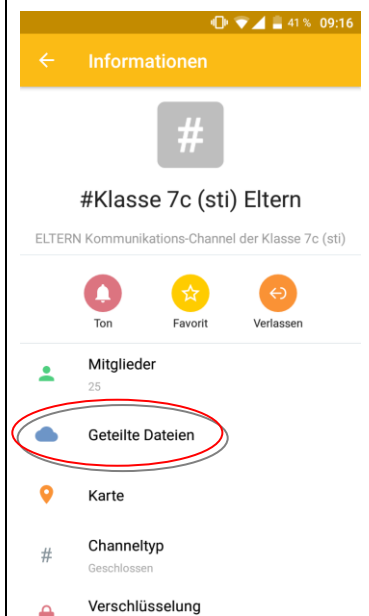 41 % 09:16
Informationen
#
#Klasse 7c (sti) Eltern
ELTERN Kommunikations-Channel der Klasse 7c (sti)
Ton Favorit Verlassen
Mitglieder
25
Geteilte Dateien
Karte
# Channeltyp
Geschlossen
Verschlüsselung